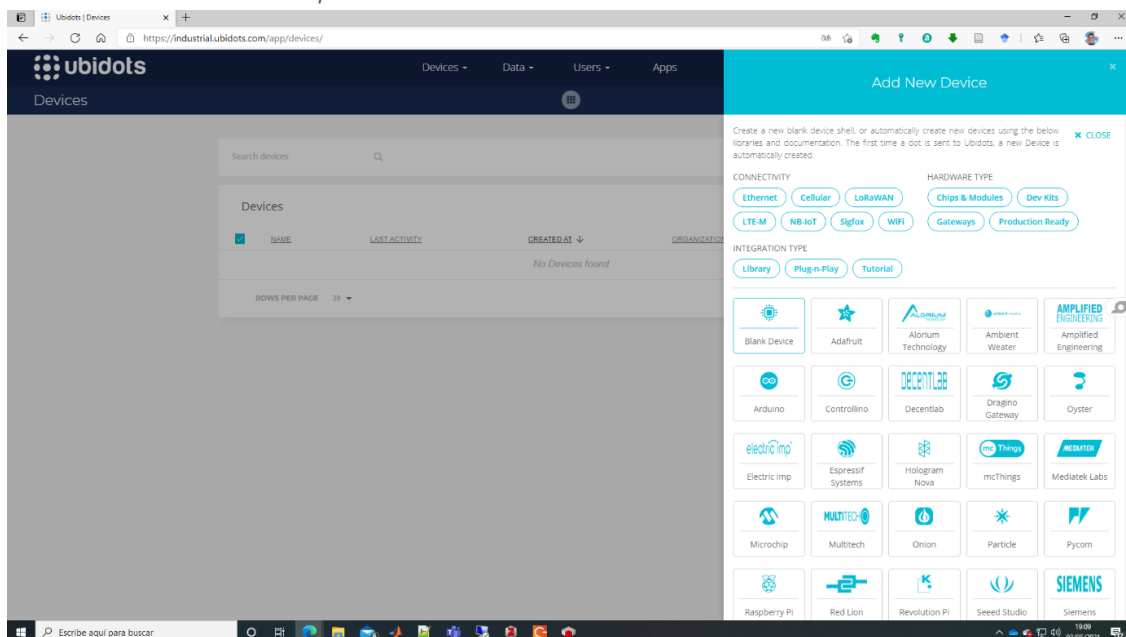 Ubidots | Devices
https://industrial.ubidots.com/app/devices/
ubidots
Devices
Data
Users
Apps
Devices
Add New Device
Create a new blank device shell, or automatically create new devices using the below
libraries and documentation. The first time a dot is sent to Ubidots, a new Device is
automatically created.
CLOSE
CONNECTIVITY
Ethernet Cellular LoRaWAN
LTE-M NB-IoT Sigfox WiFi
HARDWARE TYPE
Chips & Modules Dev Kits
Gateways Production Ready
INTEGRATION TYPE
Library Plug-n-Play Tutorial
Search devices
Devices
NAME LAST ACTIVITY CREATED AT ORGANIZATION
No Devices found
ROWS PER PAGE 30
ALORIUM
AMPLIFIED
ENGINEERING
Blank Device
Adafruit
Alorium
Technology
Ambient
Weater
Amplified
Engineering
DECENTLAB
Arduino
Controllino
Decentlab
Dragino
Gateway
Oyster
electric imp
mc Things
MEDIATEK
Electric Imp
Espressif
Systems
Hologram
Nova
mcThings
Mediatek Labs
MULTITECH
Microchip
Multitech
Onion
Particle
Pycom
SIEMENS
Raspberry Pi
Red Lion
Revolution Pi
Seeed Studio
Siemens
Escribe aquí para buscar
19:09